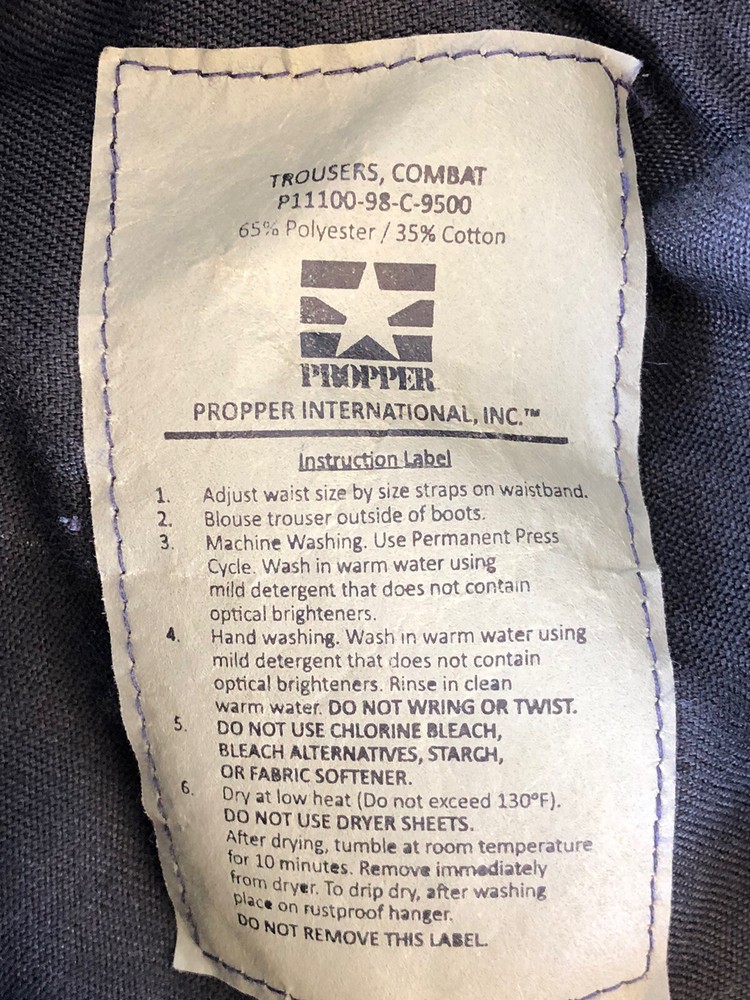 TROUSERS, COMBAT
P11100-98-C-9500
65% Polyester / 35% Cotton
PROPPER
PROPPER INTERNATIONAL, INC.™
Instruction Label
1. Adjust waist size by size straps on waistband.
2. Blouse trouser outside of boots.
3. Machine Washing. Use Permanent Press
Cycle. Wash in warm water using
mild detergent that does not contain
optical brighteners.
4. Hand washing. Wash in warm water using
mild detergent that does not contain
optical brighteners. Rinse in clean
warm water. DO NOT WRING OR TWIST.
5. DO NOT USE CHLORINE BLEACH,
BLEACH ALTERNATIVES, STARCH,
OR FABRIC SOFTENER.
6. Dry at low heat (Do not exceed 130°F).
DO NOT USE DRYER SHEETS.
After drying, tumble at room temperature
for 10 minutes. Remove immediately
from dryer. To drip dry, after washing
place on rustproof hanger.
DO NOT REMOVE THIS LABEL.